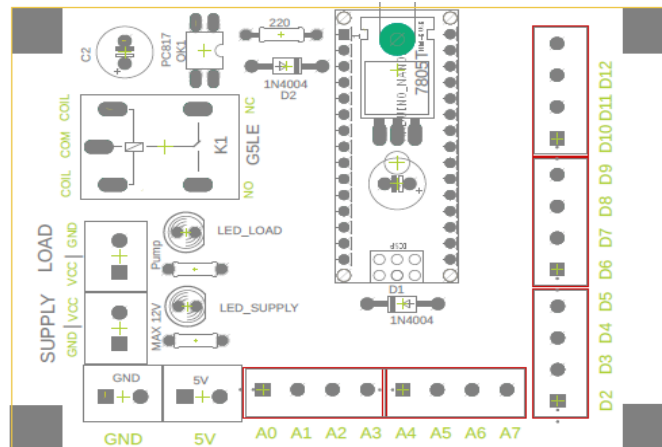 C2
PC817
OK1
220
1N4004
D2
7805T
COIL
COM
COIL
NC
NO
K1
G5LE
LOAD
GND
VCC
Pump
LED_LOAD
SUPPLY
VCC
GND
MAX 12V
LED_SUPPLY
ICSP
D1
1N4004
D12
D11
D10
D9
D8
D7
D6
D5
D4
D3
D2
GND
5V
GND
5V
A0 A1 A2 A3 A4 A5 A6 A7